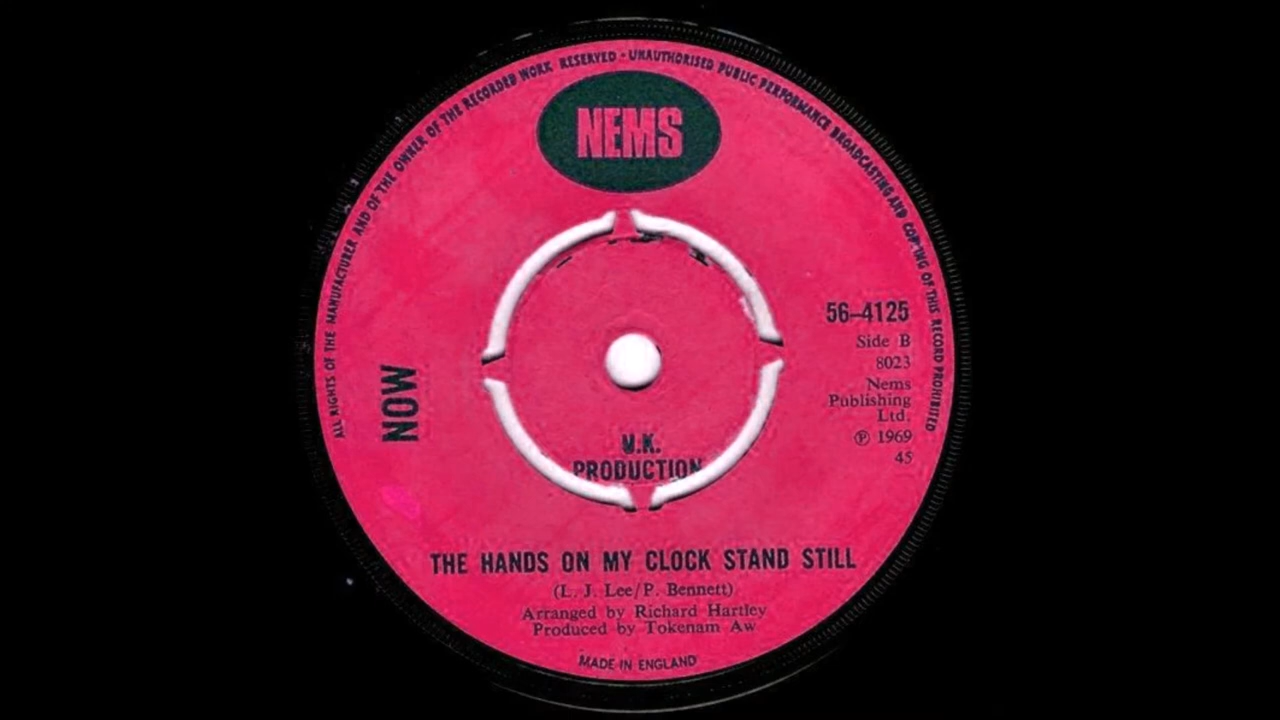 ALL RIGHTS OF THE MANUFACTURER AND OF THE OWNER OF THE RECORDED WORK RESERVED - UNAUTHORISED PUBLIC PERFORMANCE BROADCASTING AND COPYING OF THIS RECORD PROHIBITED
NEMS
56–4125
Side B
8023
Nems
Publishing
Ltd.
℗ 1969
45
NOW
U.K.
PRODUCTION
THE HANDS ON MY CLOCK STAND STILL
(L. J. Lee/P. Bennett)
Arranged by Richard Hartley
Produced by Tokenam Aw
MADE IN ENGLAND